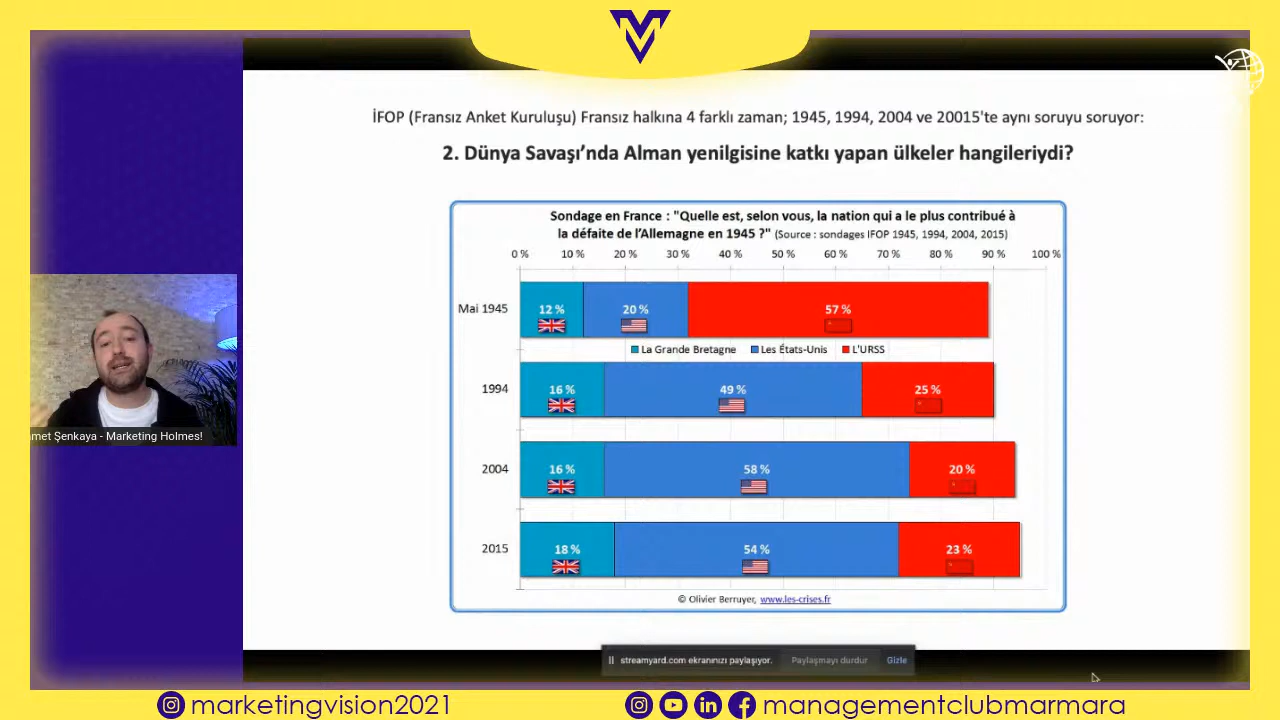 İFOP (Fransız Anket Kuruluşu) Fransız halkına 4 farklı zaman; 1945, 1994, 2004 ve 20015'te aynı soruyu soruyor:
2. Dünya Savaşı'nda Alman yenilgisine katkı yapan ülkeler hangileriydi?
Sondage en France : "Quelle est, selon vous, la nation qui a le plus contribué à
la défaite de l'Allemagne en 1945 ?" (Source : sondages IFOP 1945, 1994, 2004, 2015)
0 % 10 % 20 % 30 % 40 % 50 % 60 % 70 % 80 % 90 % 100 %
Mai 1945 12 % 20 % 57 %
La Grande Bretagne Les États-Unis L'URSS
1994 16 % 49 % 25 %
2004 16 % 58 % 20 %
2015 18 % 54 % 23 %
© Olivier Berruyer, www.les-crises.fr
met Şenkaya - Marketing Holmes!
streamyard.com ekranınızı paylaşıyor. Paylaşmayı durdur Gizle
marketingvision2021 managementclubmarmara